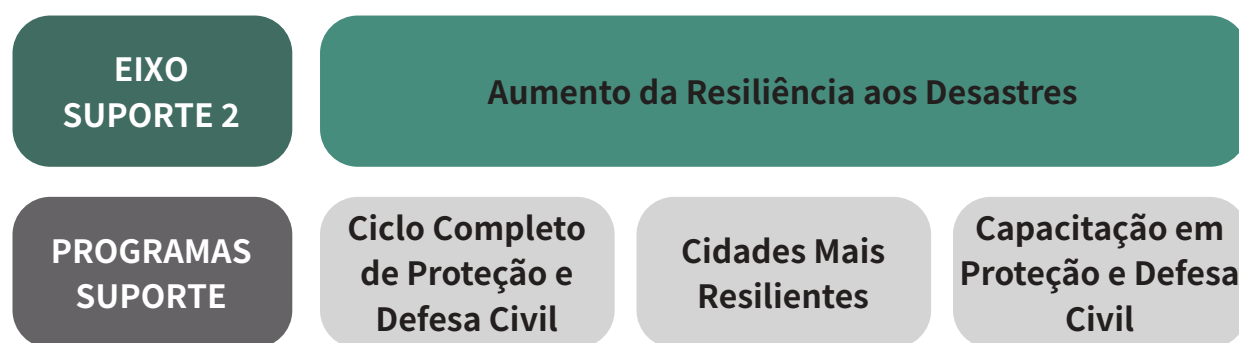 EIXO
SUPORTE 2
Aumento da Resiliência aos Desastres
PROGRAMAS
SUPORTE
Ciclo Completo
de Proteção e
Defesa Civil
Cidades Mais
Resilientes
Capacitação em
Proteção e Defesa
Civil